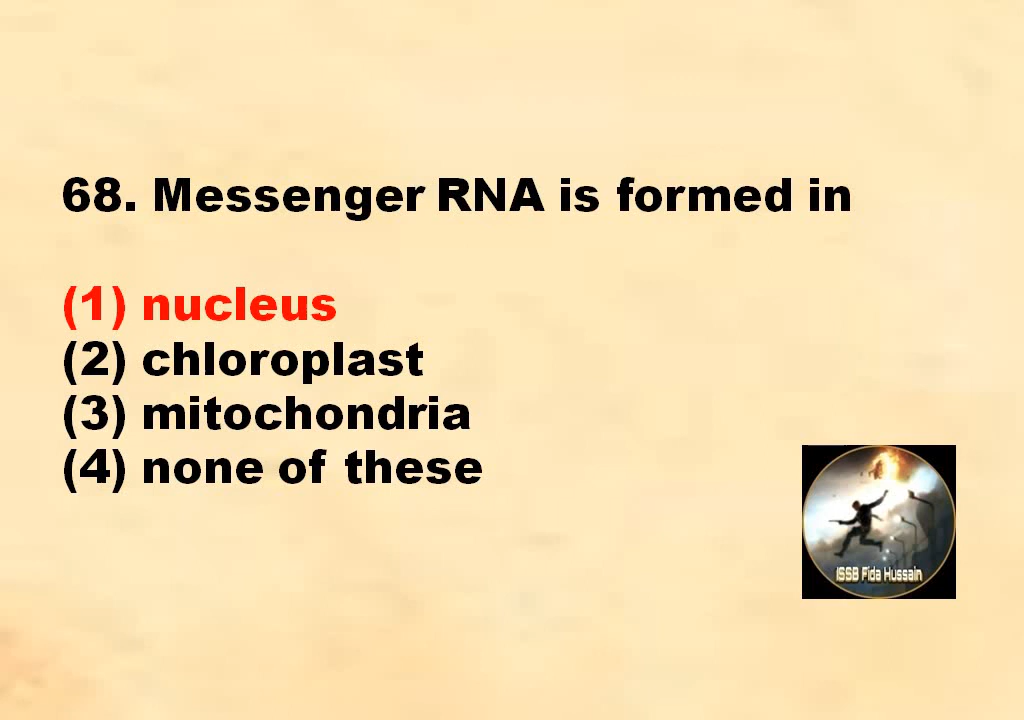 68. Messenger RNA is formed in
(1) nucleus
(2) chloroplast
(3) mitochondria
(4) none of these
ISSB Fida Hussain